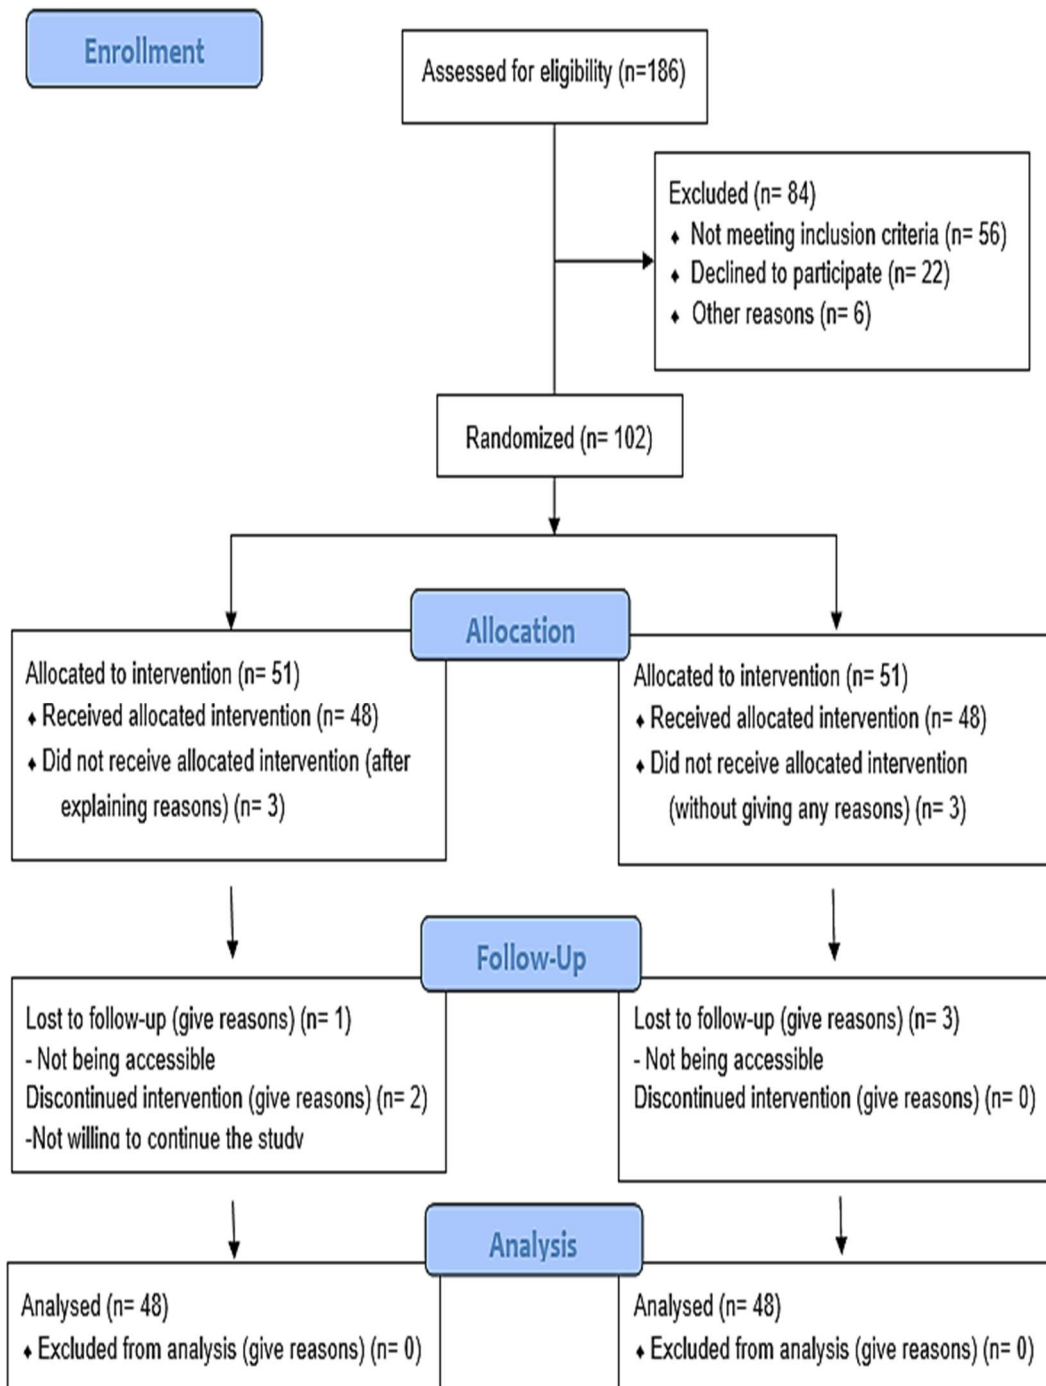 Enrollment
Assessed for eligibility (n=186)
Excluded (n= 84)
♦ Not meeting inclusion criteria (n= 56)
♦ Declined to participate (n= 22)
♦ Other reasons (n= 6)
Randomized (n= 102)
Allocation
Allocated to intervention (n= 51)
♦ Received allocated intervention (n= 48)
♦ Did not receive allocated intervention (after
explaining reasons) (n= 3)
Allocated to intervention (n= 51)
♦ Received allocated intervention (n= 48)
♦ Did not receive allocated intervention
(without giving any reasons) (n= 3)
Follow-Up
Lost to follow-up (give reasons) (n= 1)
- Not being accessible
Discontinued intervention (give reasons) (n= 2)
-Not willing to continue the study
Lost to follow-up (give reasons) (n= 3)
- Not being accessible
Discontinued intervention (give reasons) (n= 0)
Analysis
Analysed (n= 48)
♦ Excluded from analysis (give reasons) (n= 0)
Analysed (n= 48)
♦ Excluded from analysis (give reasons) (n= 0)